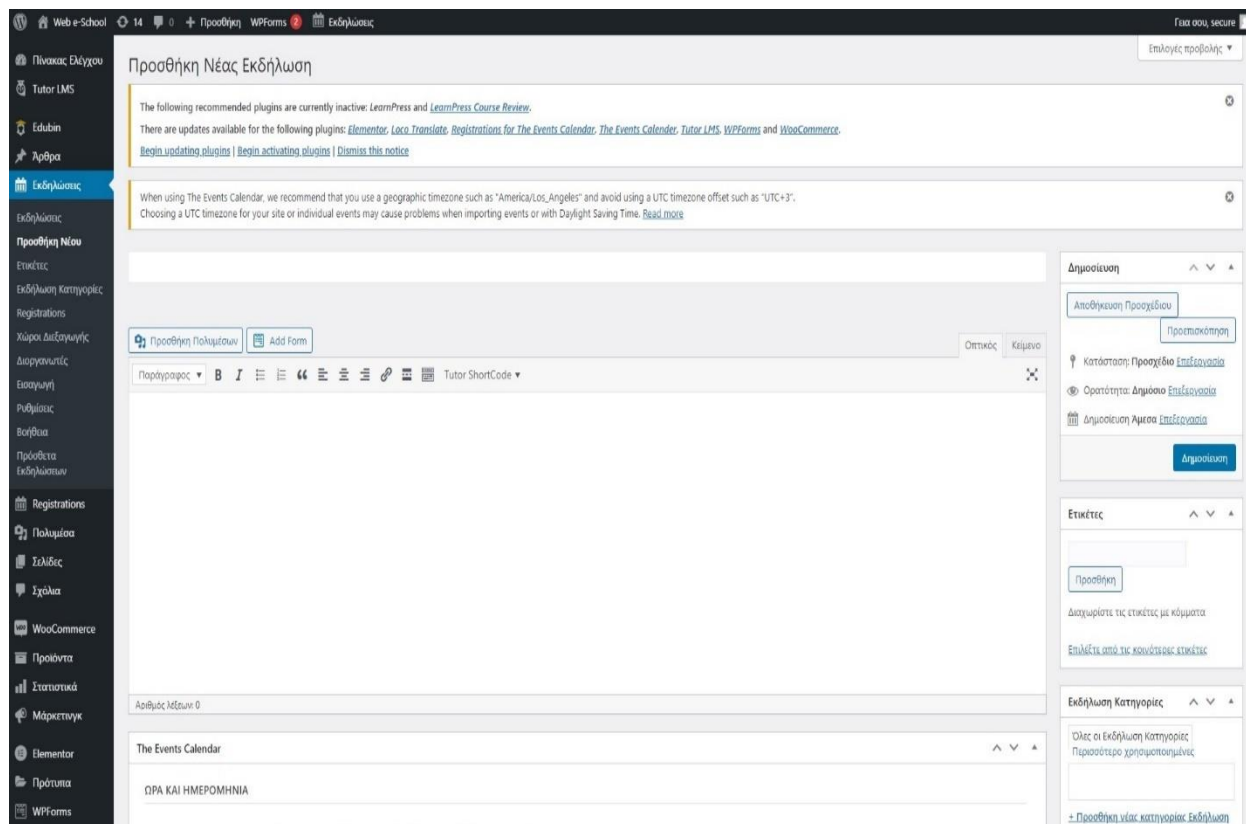 Web e-School 14 0 + Προσθήκη WPForms 2 Εκδηλώσεις Γεια σου, secure
Επιλογές προβολής ▼
Πίνακας Ελέγχου
Tutor LMS
Edubin
Άρθρα
Εκδηλώσεις
Εκδηλώσεις
Προσθήκη Νέου
Ετικέτες
Εκδήλωση Κατηγορίες
Registrations
Χώροι Διεξαγωγής
Διοργανωτές
Εισαγωγή
Ρυθμίσεις
Βοήθεια
Πρόσθετα
Εκδηλώσεων
Registrations
Πολυμέσα
Σελίδες
Σχόλια
WooCommerce
Προϊόντα
Στατιστικά
Μάρκετινγκ
Elementor
Πρότυπα
WPForms
Προσθήκη Νέας Εκδήλωση
The following recommended plugins are currently inactive: LearnPress and LearnPress Course Review.
There are updates available for the following plugins: Elementor, Loco Translate, Registrations for The Events Calendar, The Events Calender, Tutor LMS, WPForms and WooCommerce.
Begin updating plugins | Begin activating plugins | Dismiss this notice
When using The Events Calendar, we recommend that you use a geographic timezone such as "America/Los_Angeles" and avoid using a UTC timezone offset such as "UTC+3".
Choosing a UTC timezone for your site or individual events may cause problems when importing events or with Daylight Saving Time. Read more
Προσθήκη Πολυμέσων Add Form
Οπτικός Κείμενο
Παράγραφος ▼ B I Tutor ShortCode ▼
Αριθμός λέξεων: 0
The Events Calendar
ΩΡΑ ΚΑΙ ΗΜΕΡΟΜΗΝΙΑ
Δημοσίευση
Αποθήκευση Προσχέδιου
Προεπισκόπηση
Κατάσταση: Προσχέδιο Επεξεργασία
Ορατότητα: Δημόσιο Επεξεργασία
Δημοσίευση Άμεσα Επεξεργασία
Δημοσίευση
Ετικέτες
Προσθήκη
Διαχωρίστε τις ετικέτες με κόμματα
Επιλέξτε από τις κοινότερες ετικέτες
Εκδήλωση Κατηγορίες
Όλες οι Εκδήλωση Κατηγορίες
Περισσότερο χρησιμοποιημένες
+ Προσθήκη νέας κατηγορίας Εκδήλωση